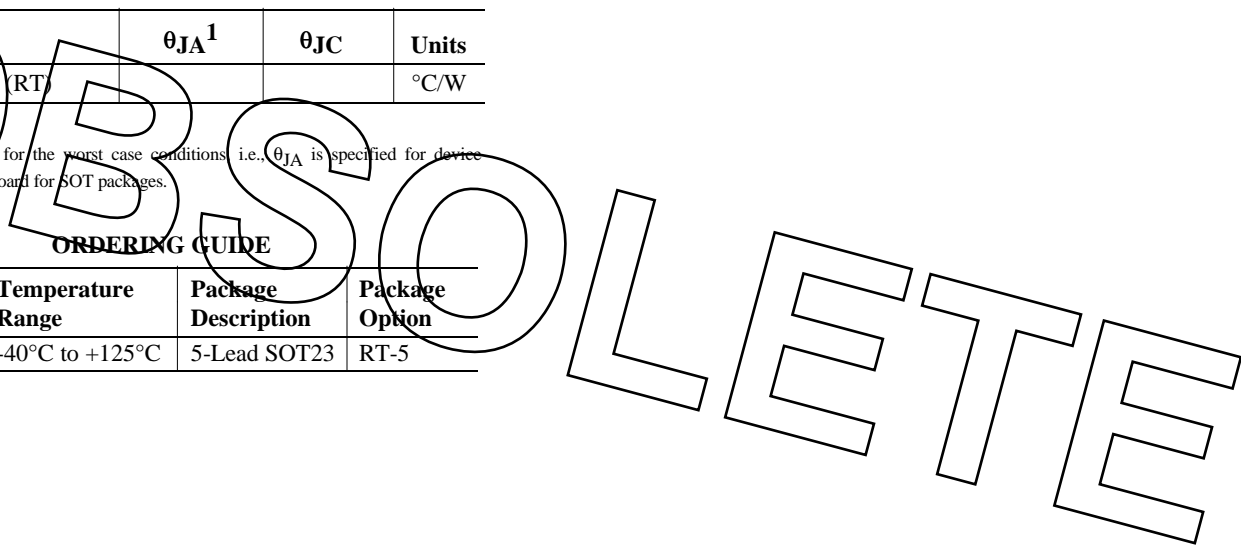 θJA1 θJC Units
(RT) °C/W
for the worst case conditions, i.e., θJA is specified for device
board for SOT packages.
ORDERING GUIDE
Temperature Package Package
Range Description Option
-40°C to +125°C 5-Lead SOT23 RT-5
OBSOLETE